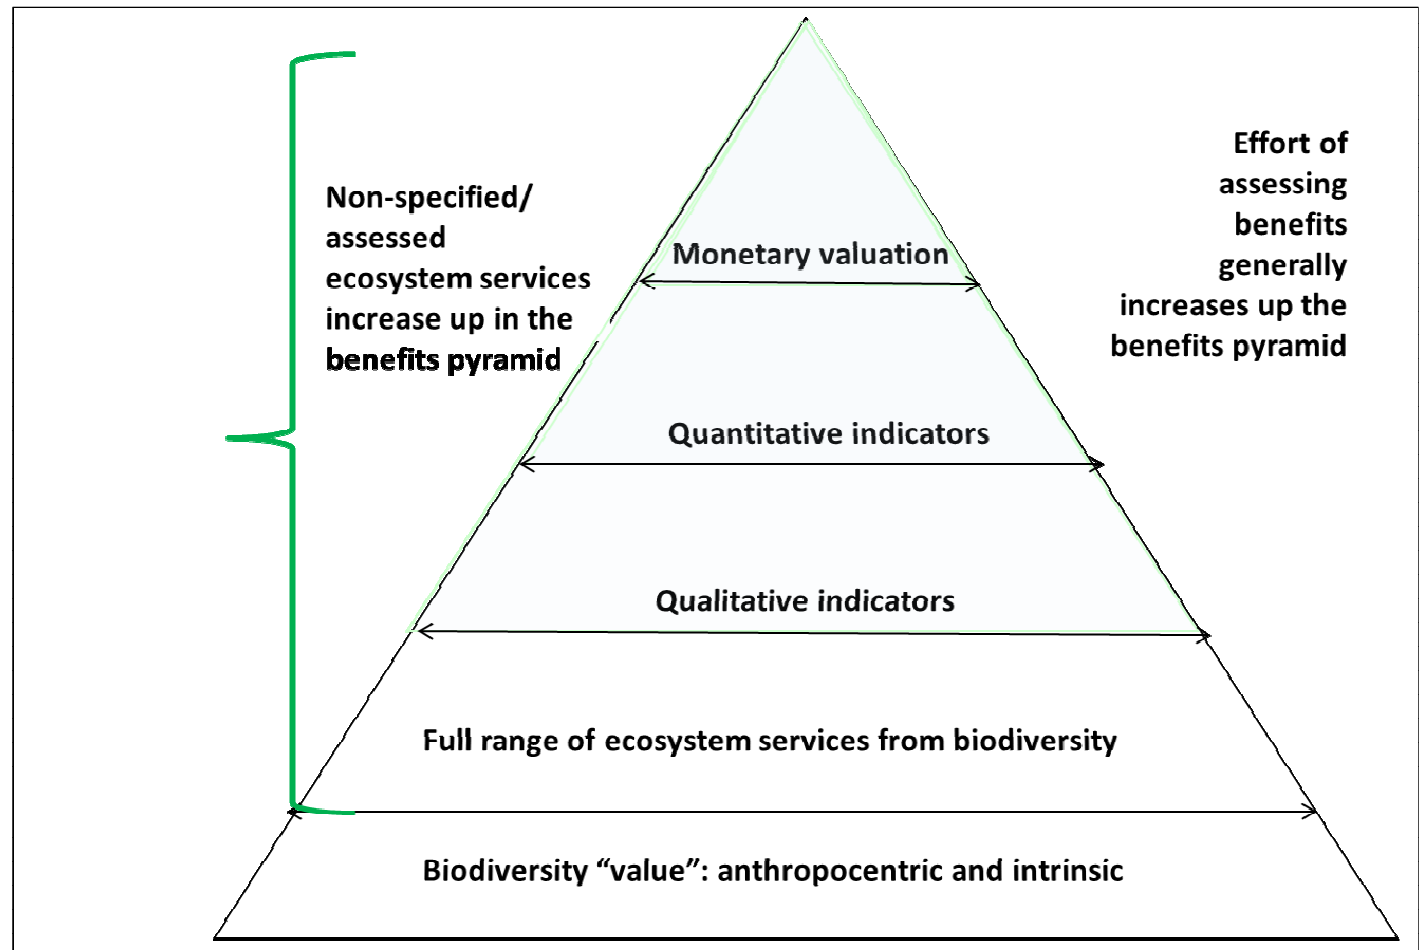 Non-specified/
assessed
ecosystem services
increase up in the
benefits pyramid
Effort of
assessing
benefits
generally
increases up the
benefits pyramid
Monetary valuation
Quantitative indicators
Qualitative indicators
Full range of ecosystem services from biodiversity
Biodiversity “value”: anthropocentric and intrinsic